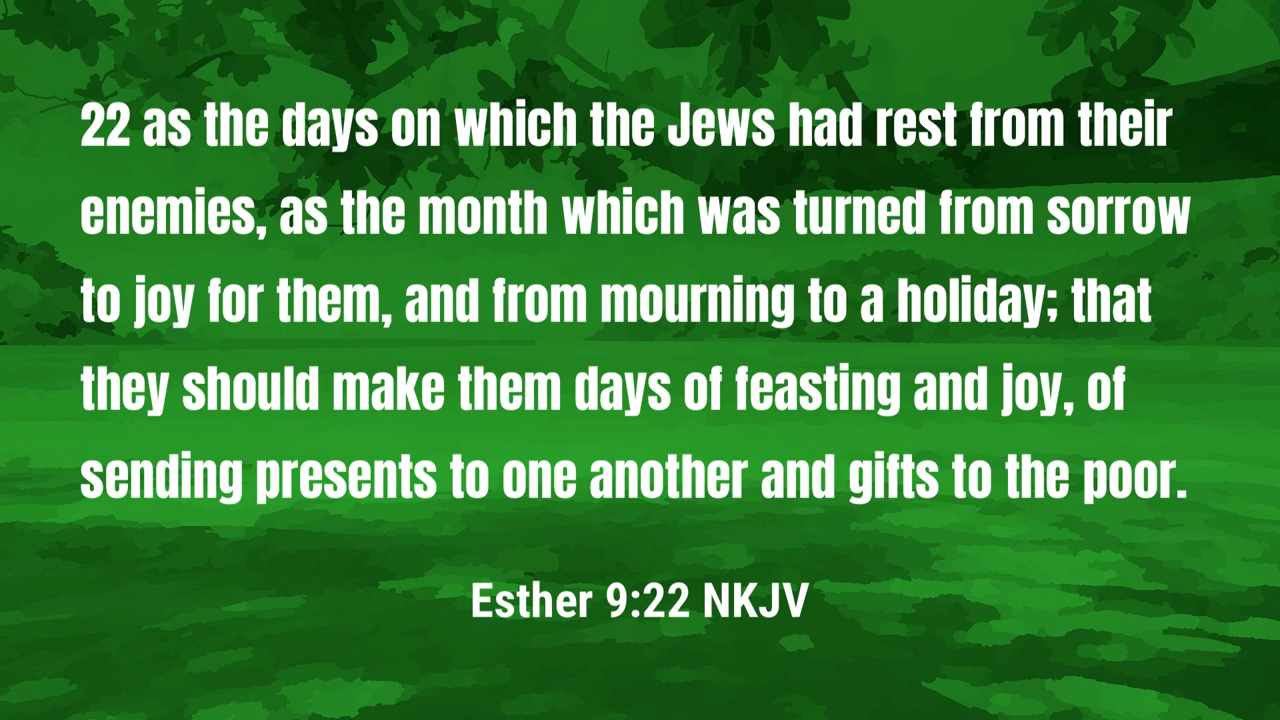 22 as the days on which the Jews had rest from their
enemies, as the month which was turned from sorrow
to joy for them, and from mourning to a holiday; that
they should make them days of feasting and joy, of
sending presents to one another and gifts to the poor.
Esther 9:22 NKJV